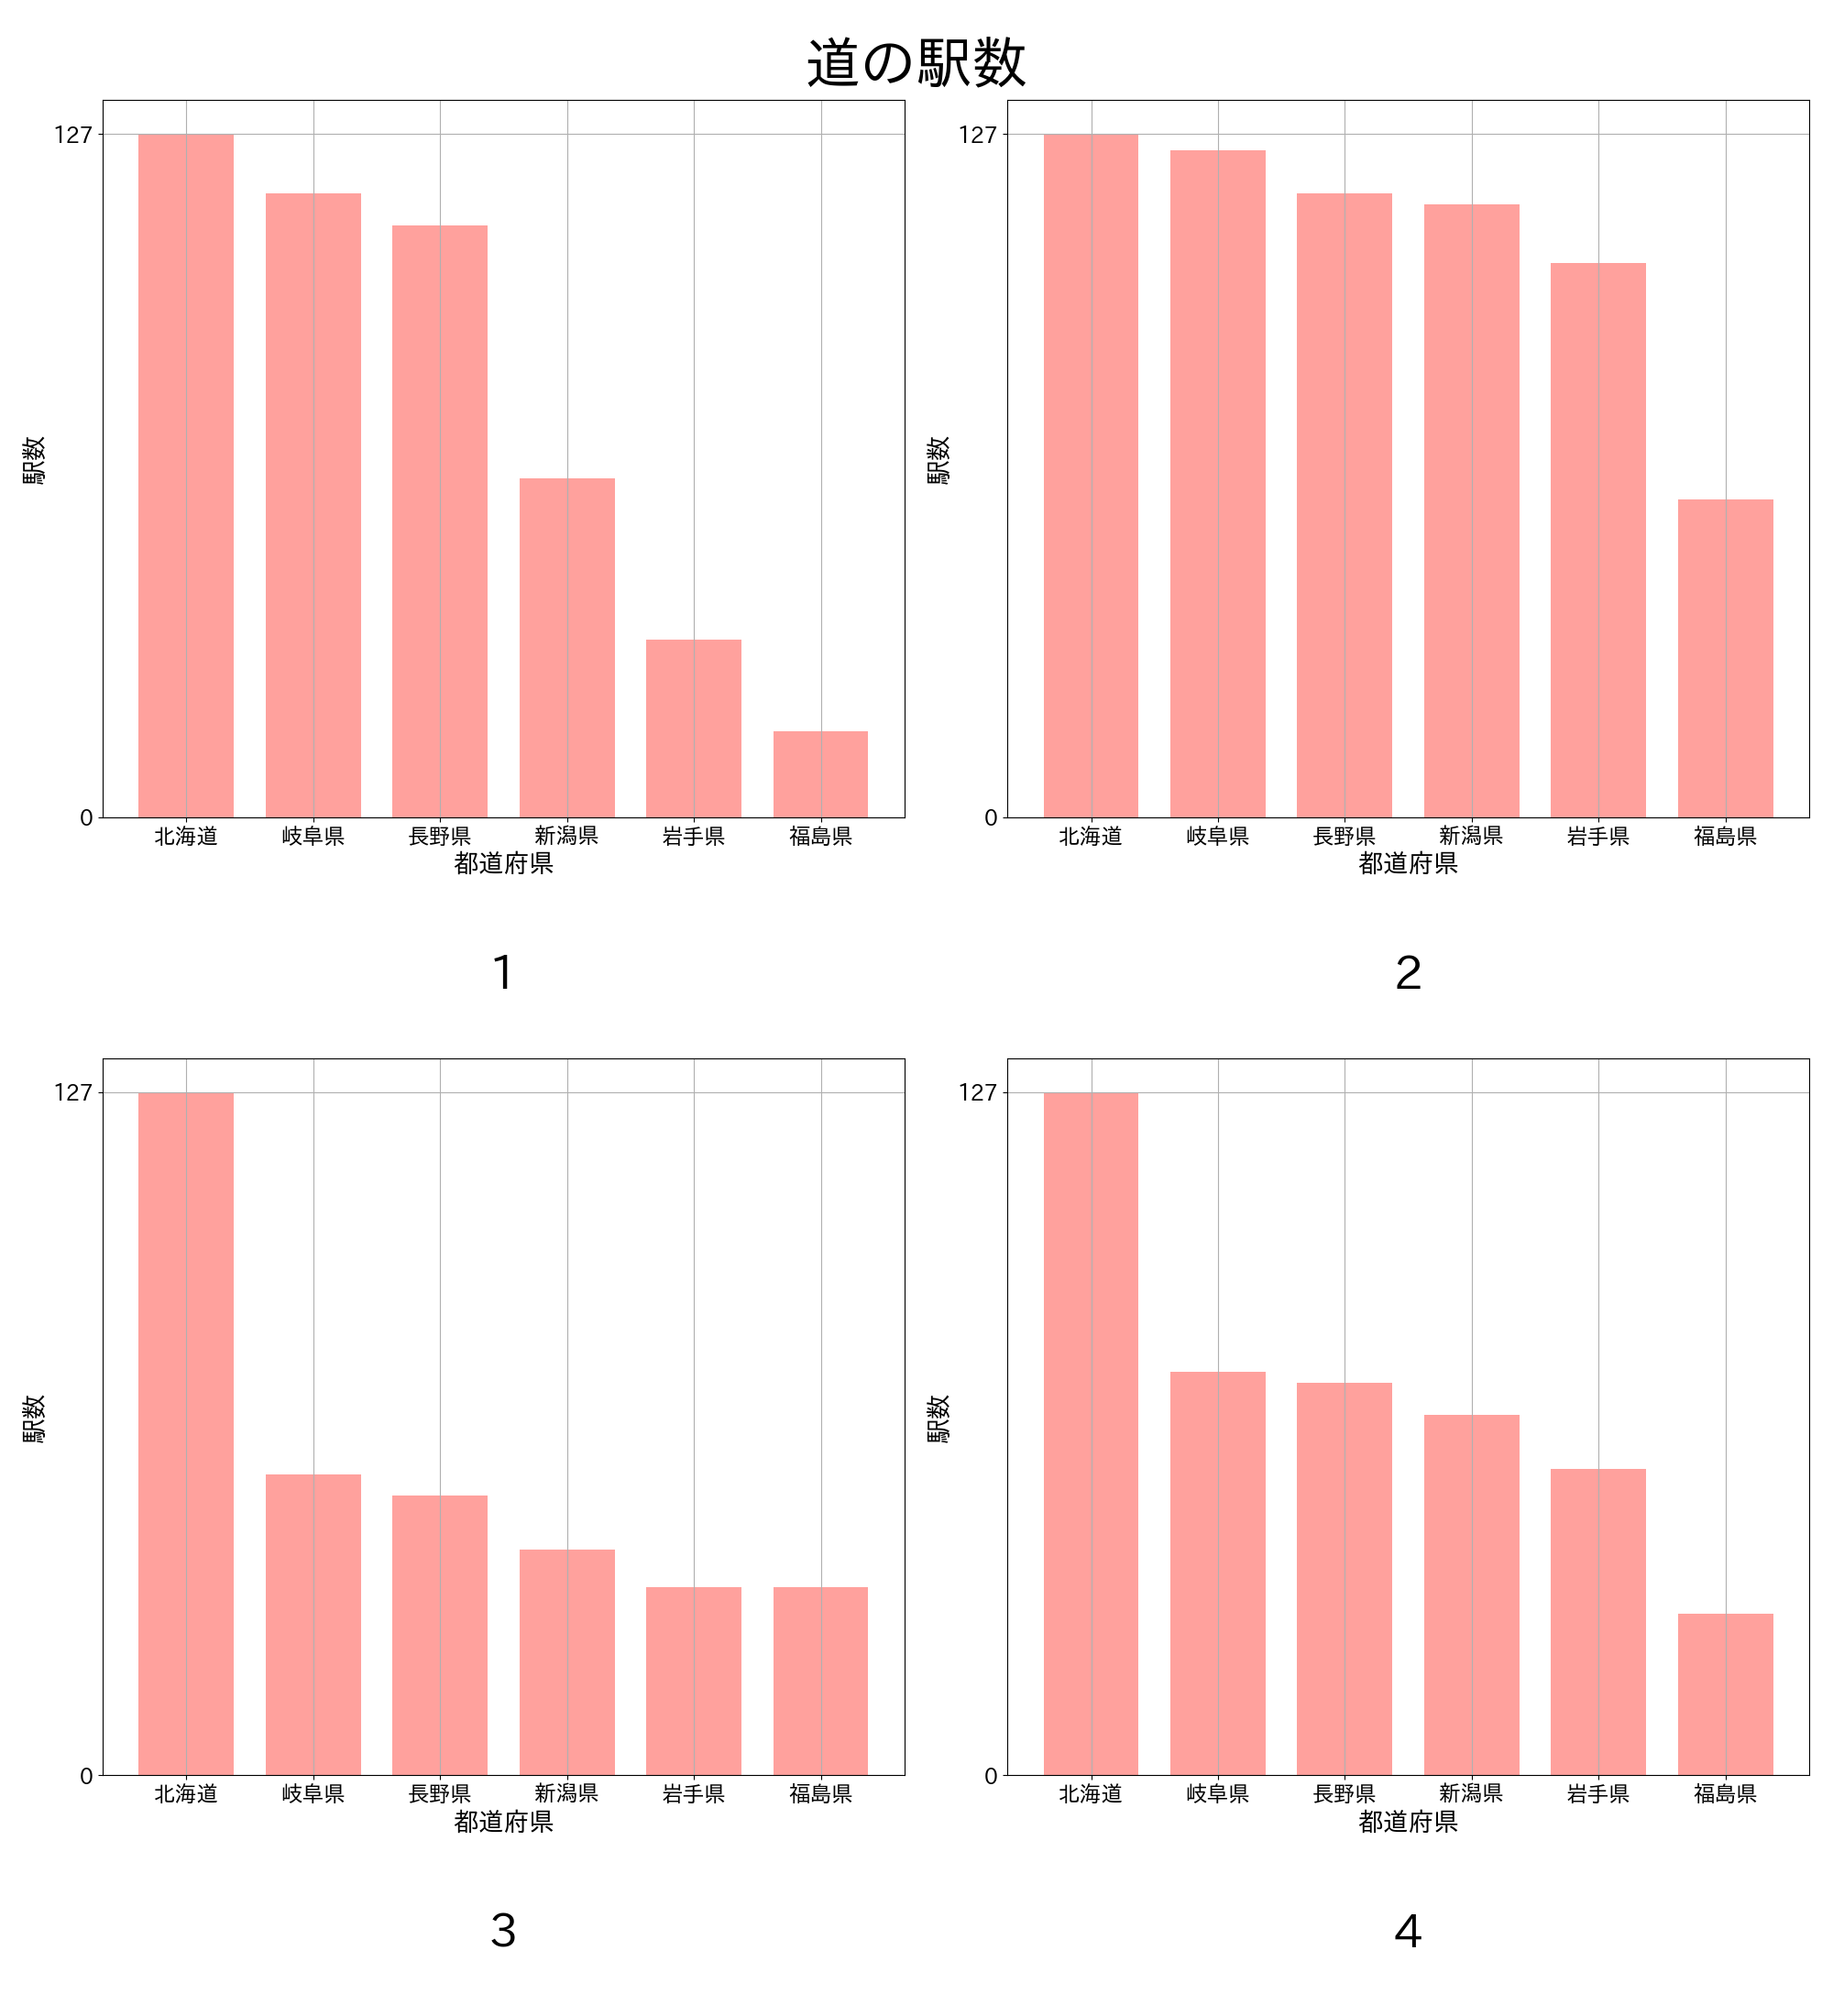 道の駅数
127
駅数
0
北海道 岐阜県 長野県 新潟県 岩手県 福島県
都道府県
1
127
駅数
0
北海道 岐阜県 長野県 新潟県 岩手県 福島県
都道府県
2
127
駅数
0
北海道 岐阜県 長野県 新潟県 岩手県 福島県
都道府県
3
127
駅数
0
北海道 岐阜県 長野県 新潟県 岩手県 福島県
都道府県
4